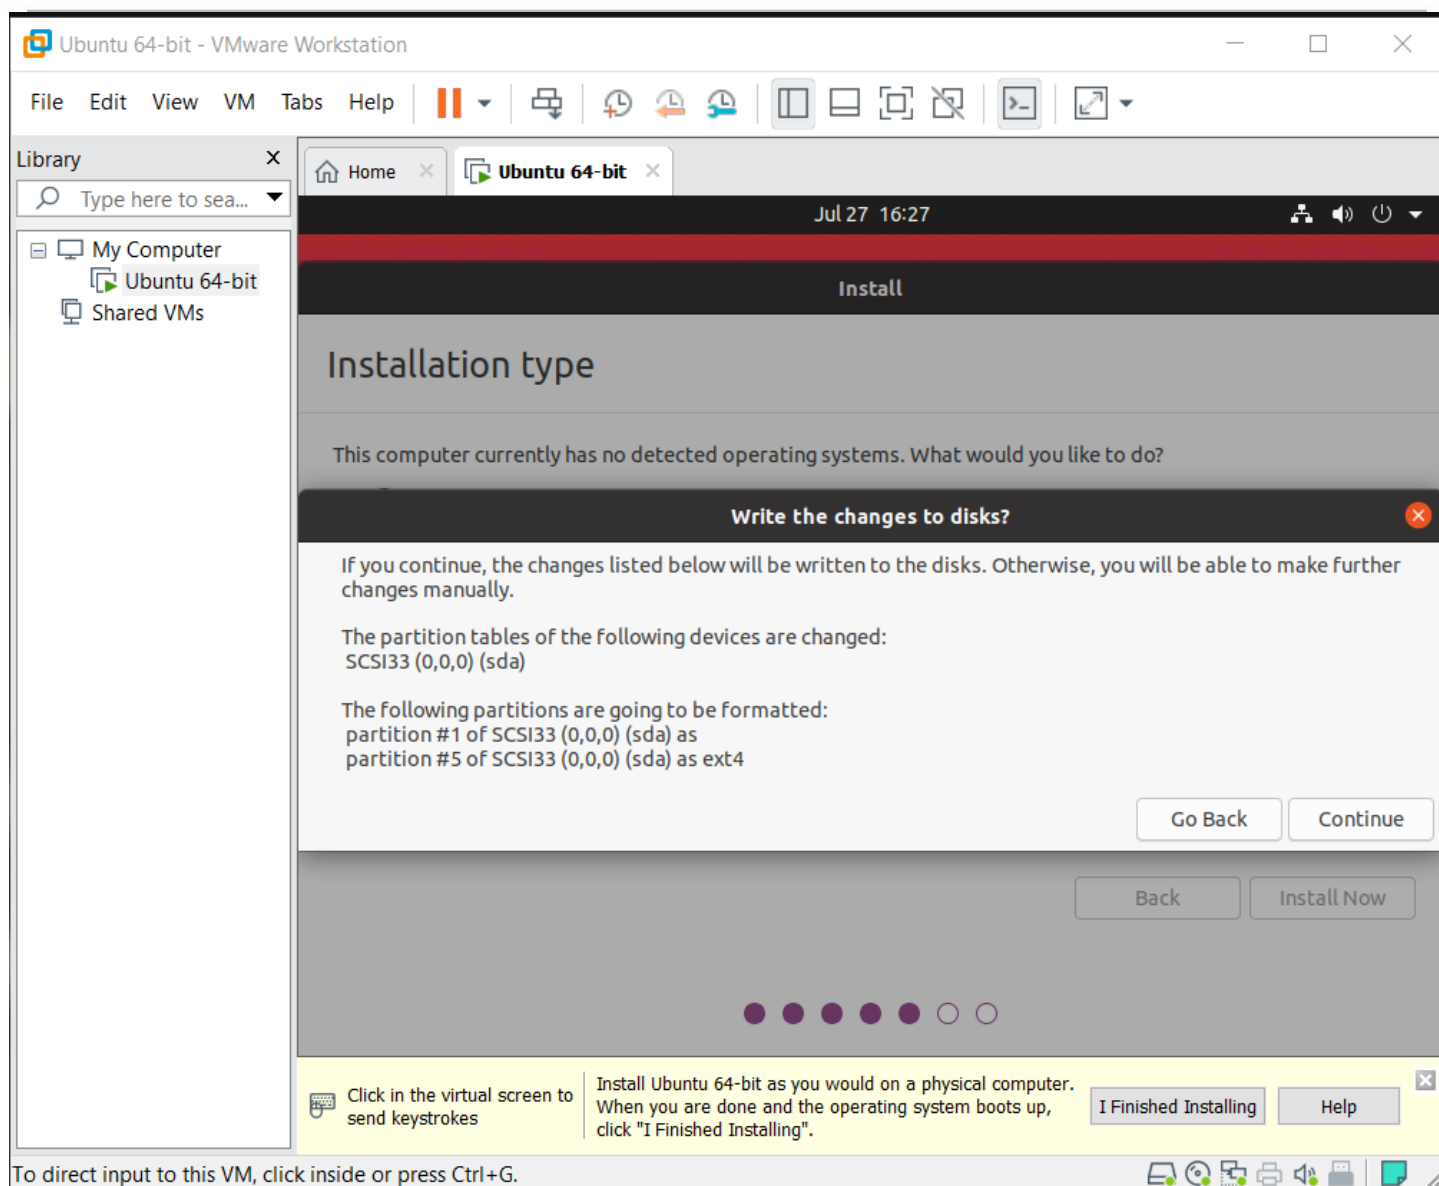 Ubuntu 64-bit - VMware Workstation
File Edit View VM Tabs Help
Library X
Home
Ubuntu 64-bit
Type here to sea...
Jul 27 16:27
My Computer
Ubuntu 64-bit
Shared VMs
Install
Installation type
This computer currently has no detected operating systems. What would you like to do?
Write the changes to disks?
If you continue, the changes listed below will be written to the disks. Otherwise, you will be able to make further
changes manually.
The partition tables of the following devices are changed:
SCSI33 (0,0,0) (sda)
The following partitions are going to be formatted:
partition #1 of SCSI33 (0,0,0) (sda) as
partition #5 of SCSI33 (0,0,0) (sda) as ext4
Go Back Continue
Back Install Now
Click in the virtual screen to
send keystrokes
Install Ubuntu 64-bit as you would on a physical computer.
When you are done and the operating system boots up,
click "I Finished Installing".
I Finished Installing
Help
To direct input to this VM, click inside or press Ctrl+G.